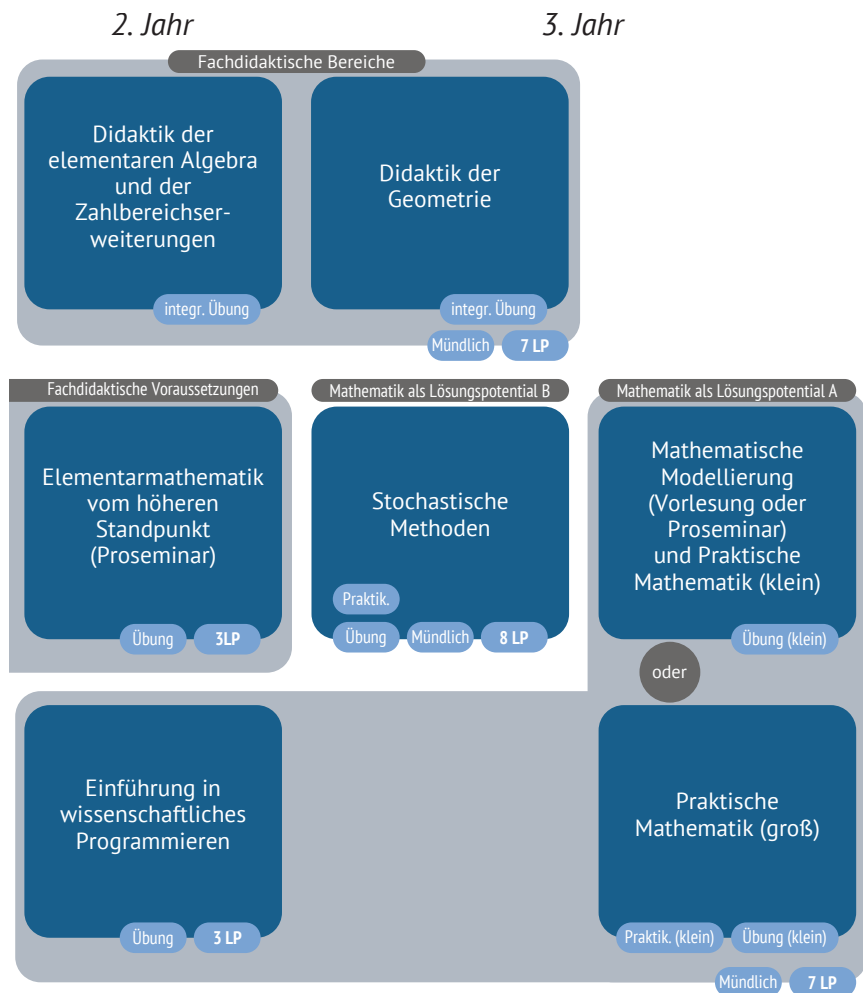 2. Jahr
3. Jahr
Fachdidaktische Bereiche
Didaktik der
elementaren Algebra
und der
Zahlbereichser-
weiterungen
integr. Übung
Didaktik der
Geometrie
integr. Übung
Mündlich
7 LP
Fachdidaktische Voraussetzungen
Elementarmathematik
vom höheren
Standpunkt
(Proseminar)
Übung
3LP
Mathematik als Lösungspotential B
Stochastische
Methoden
Praktik.
Übung
Mündlich
8 LP
Mathematik als Lösungspotential A
Mathematische
Modellierung
(Vorlesung oder
Proseminar)
und Praktische
Mathematik (klein)
Übung (klein)
oder
Einführung in
wissenschaftliches
Programmieren
Übung
3 LP
Praktische
Mathematik (groß)
Praktik. (klein)
Übung (klein)
Mündlich
7 LP